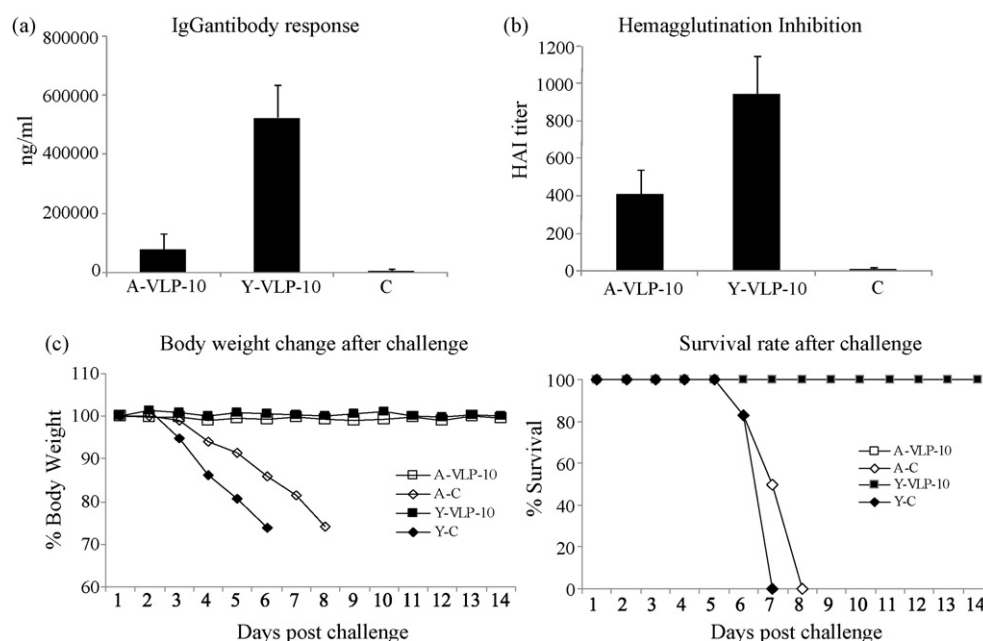 (a) IgGantibody response
800000
600000
400000
200000
0
ng/ml
A-VLP-10 Y-VLP-10 C
(b) Hemagglutination Inhibition
1200
1000
800
600
400
200
0
HAI titer
A-VLP-10 Y-VLP-10 C
(c) Body weight change after challenge
110
100
90
80
70
60
% Body Weight
A-VLP-10
A-C
Y-VLP-10
Y-C
1 2 3 4 5 6 7 8 9 10 11 12 13 14
Days post challenge
Survival rate after challenge
100
80
60
40
20
0
% Survival
A-VLP-10
A-C
Y-VLP-10
Y-C
1 2 3 4 5 6 7 8 9 10 11 12 13 14
Days post challenge